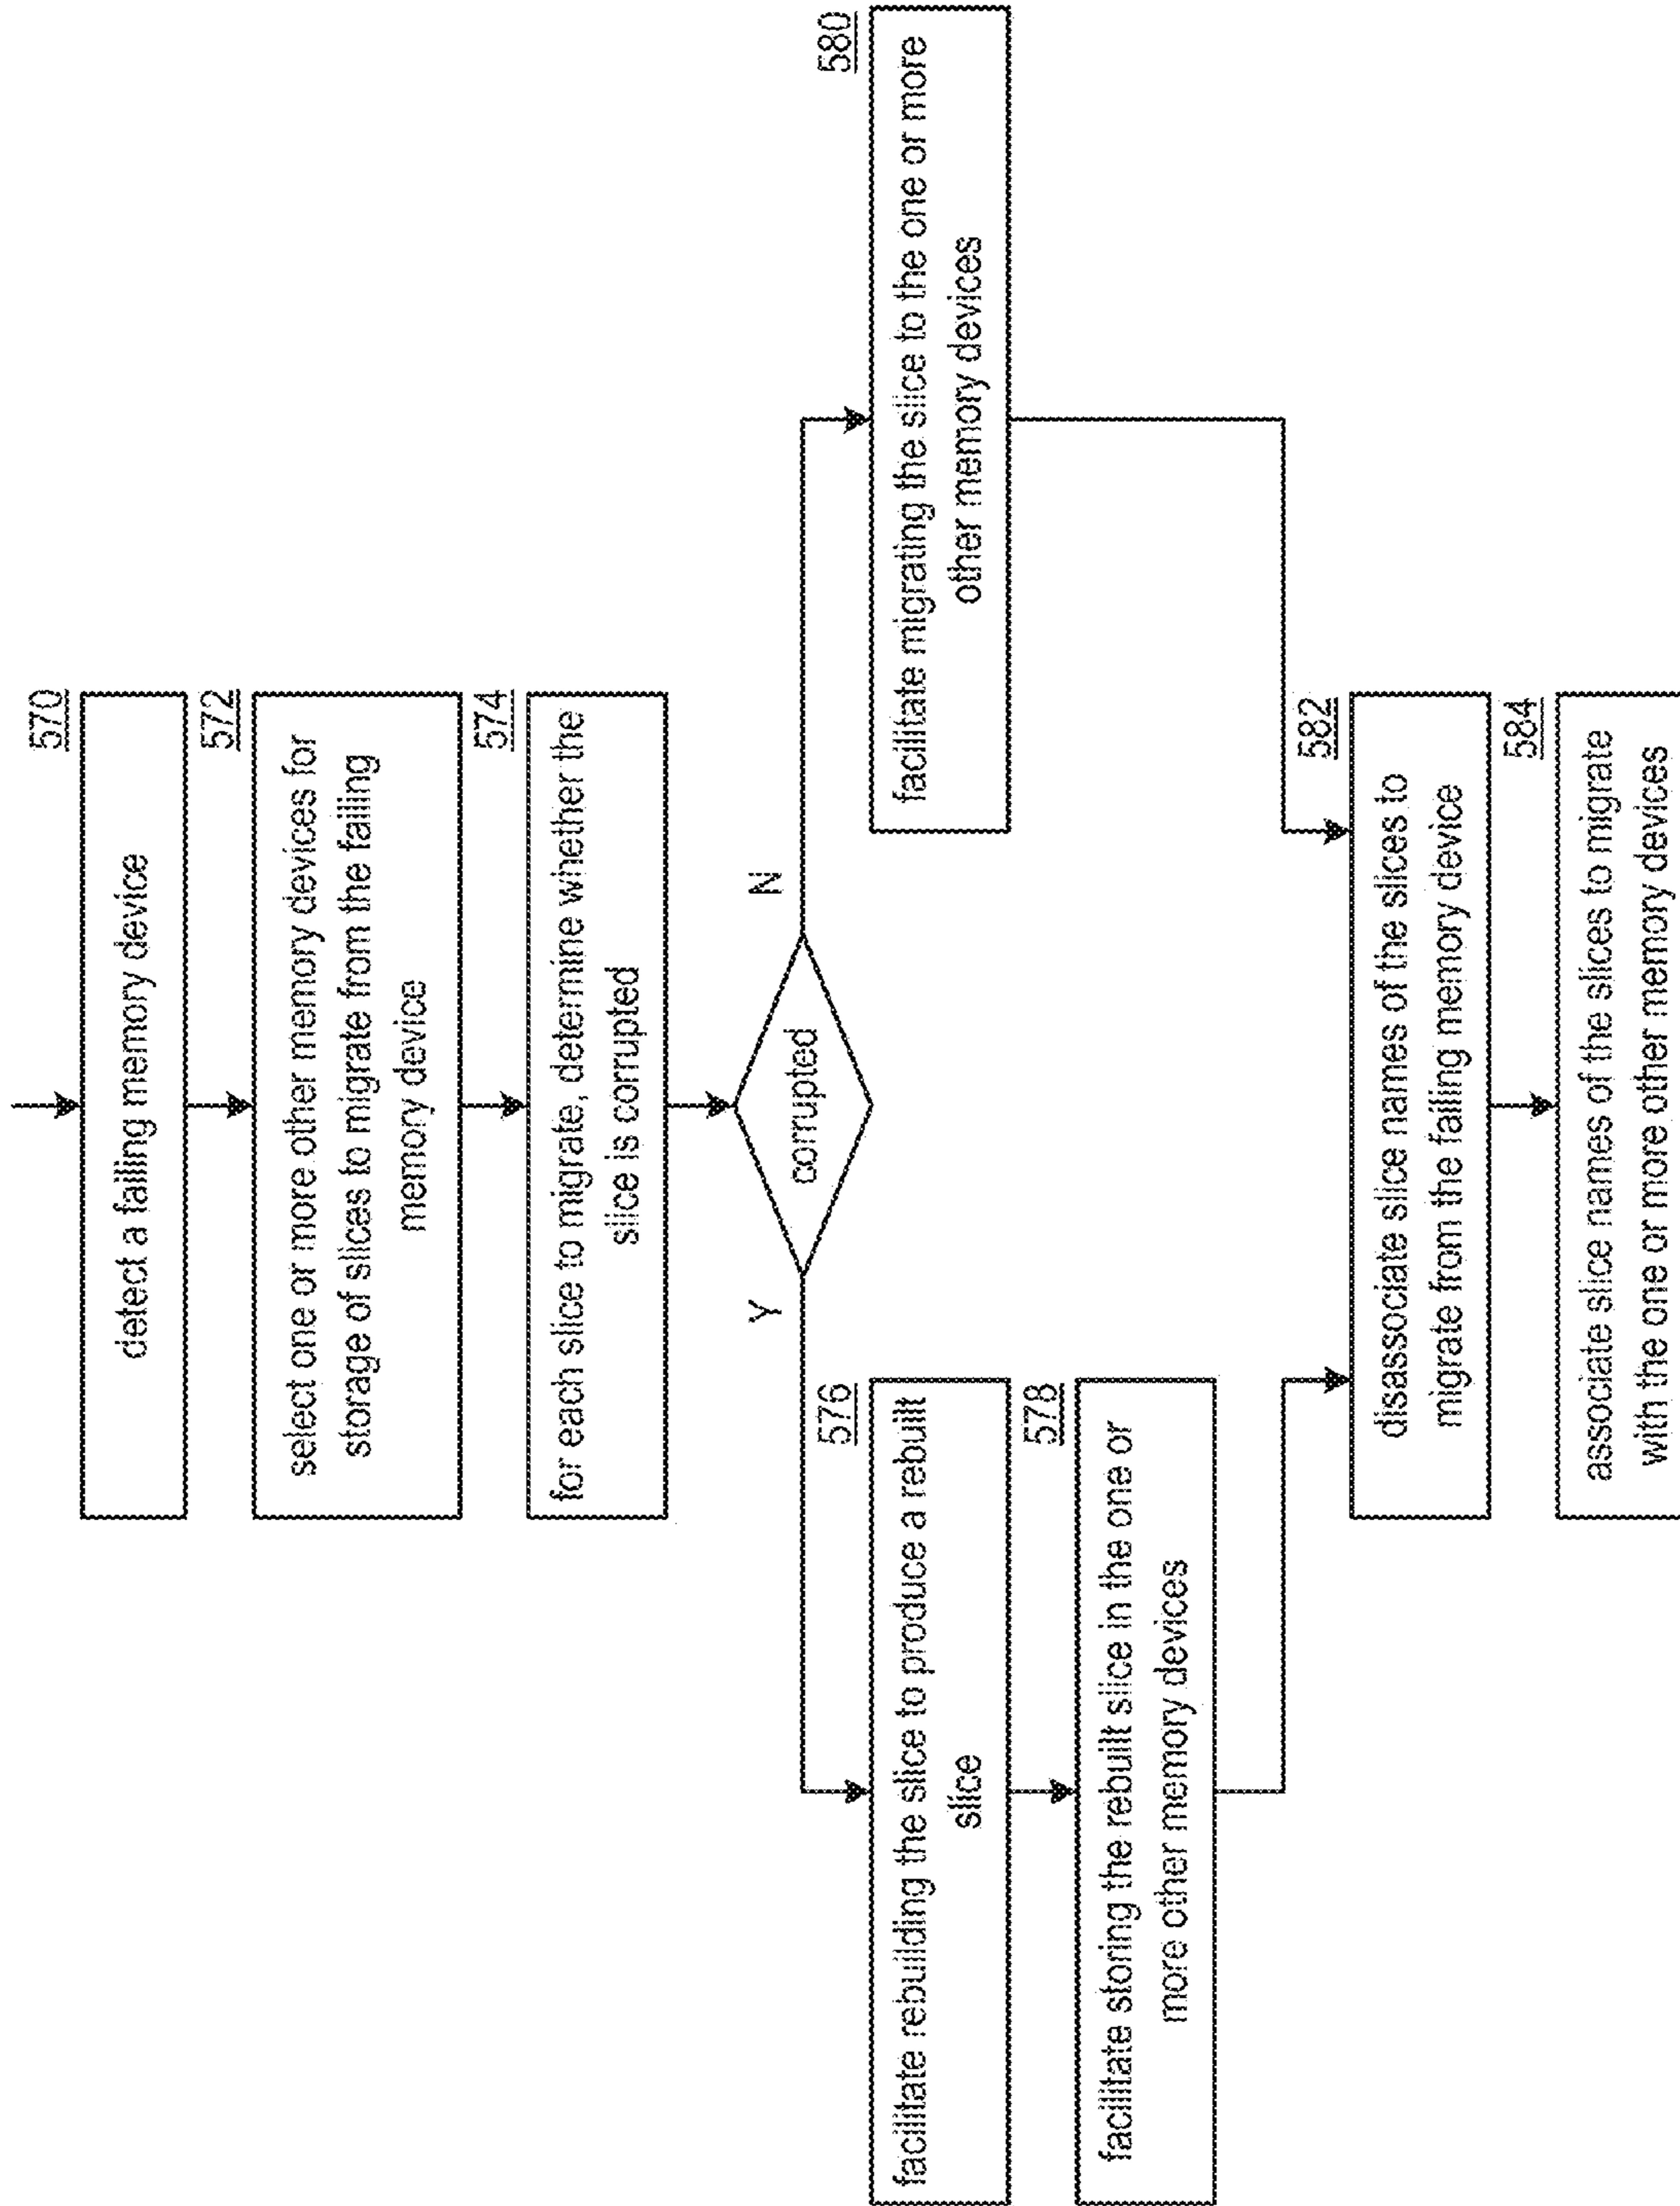 570
detect a failing memory device
572
select one or more other memory devices for
storage of slices to migrate from the failing
memory device
574
for each slice to migrate, determine whether the
slice is corrupted
corrupted
Y
N
576
facilitate rebuilding the slice to produce a rebuilt
slice
578
facilitate storing the rebuilt slice in the one or
more other memory devices
580
facilitate migrating the slice to the one or more
other memory devices
582
disassociate slice names of the slices to
migrate from the failing memory device
584
associate slice names of the slices to migrate
with the one or more other memory devices